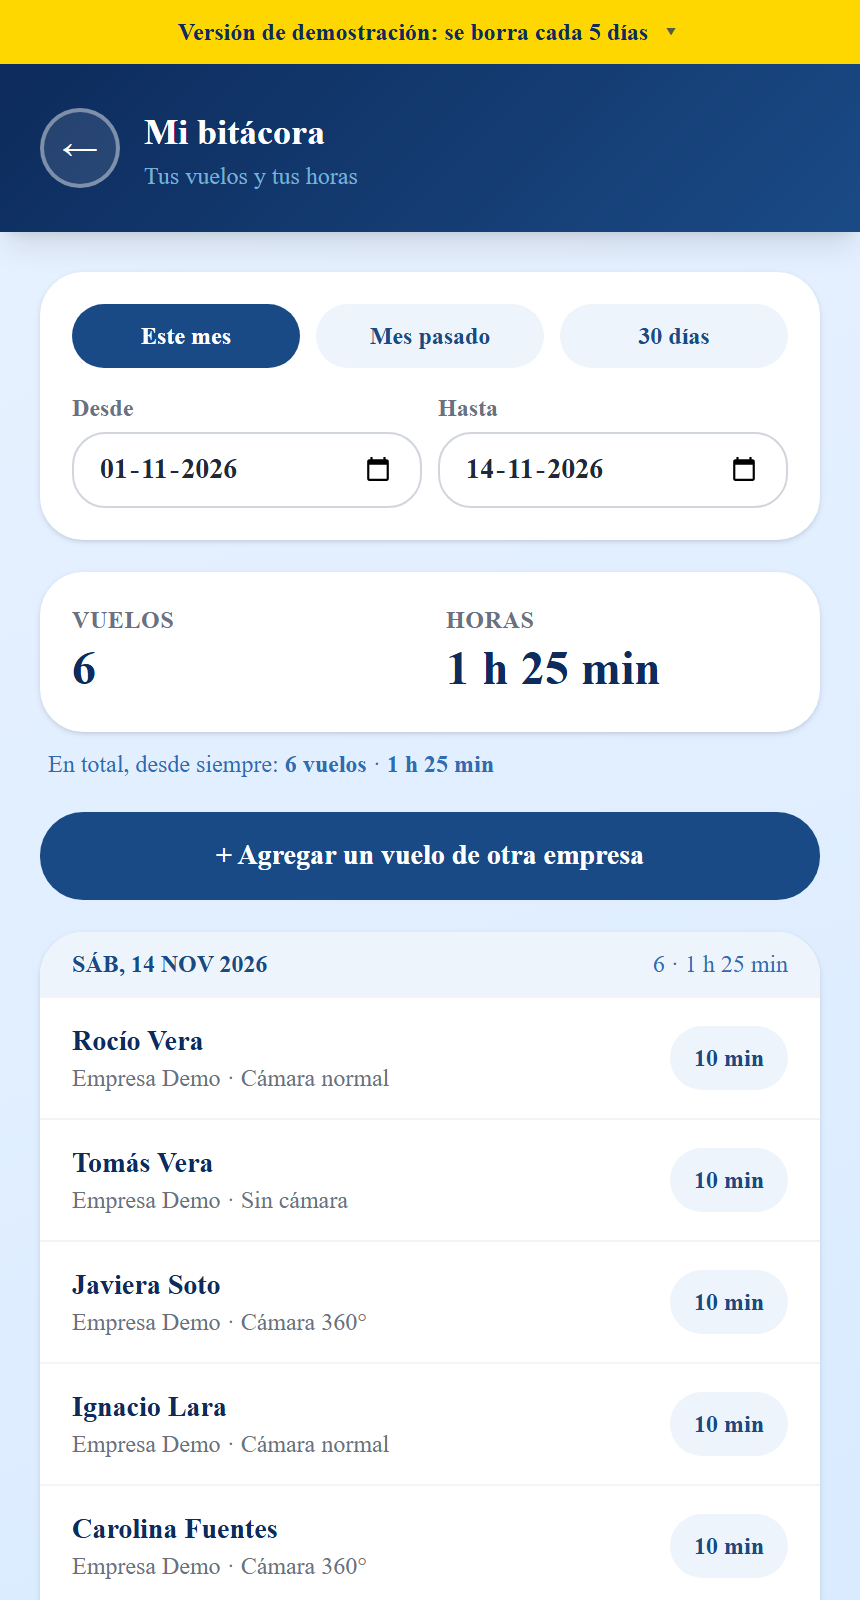 Versión de demostración: se borra cada 5 días ▼
←
Mi bitácora
Tus vuelos y tus horas
Este mes
Mes pasado
30 días
Desde
Hasta
01-11-2026
14-11-2026
VUELOS
HORAS
6
1 h 25 min
En total, desde siempre: 6 vuelos · 1 h 25 min
+ Agregar un vuelo de otra empresa
SÁB, 14 NOV 2026
6 · 1 h 25 min
Rocío Vera
Empresa Demo · Cámara normal
10 min
Tomás Vera
Empresa Demo · Sin cámara
10 min
Javiera Soto
Empresa Demo · Cámara 360°
10 min
Ignacio Lara
Empresa Demo · Cámara normal
10 min
Carolina Fuentes
Empresa Demo · Cámara 360°
10 min